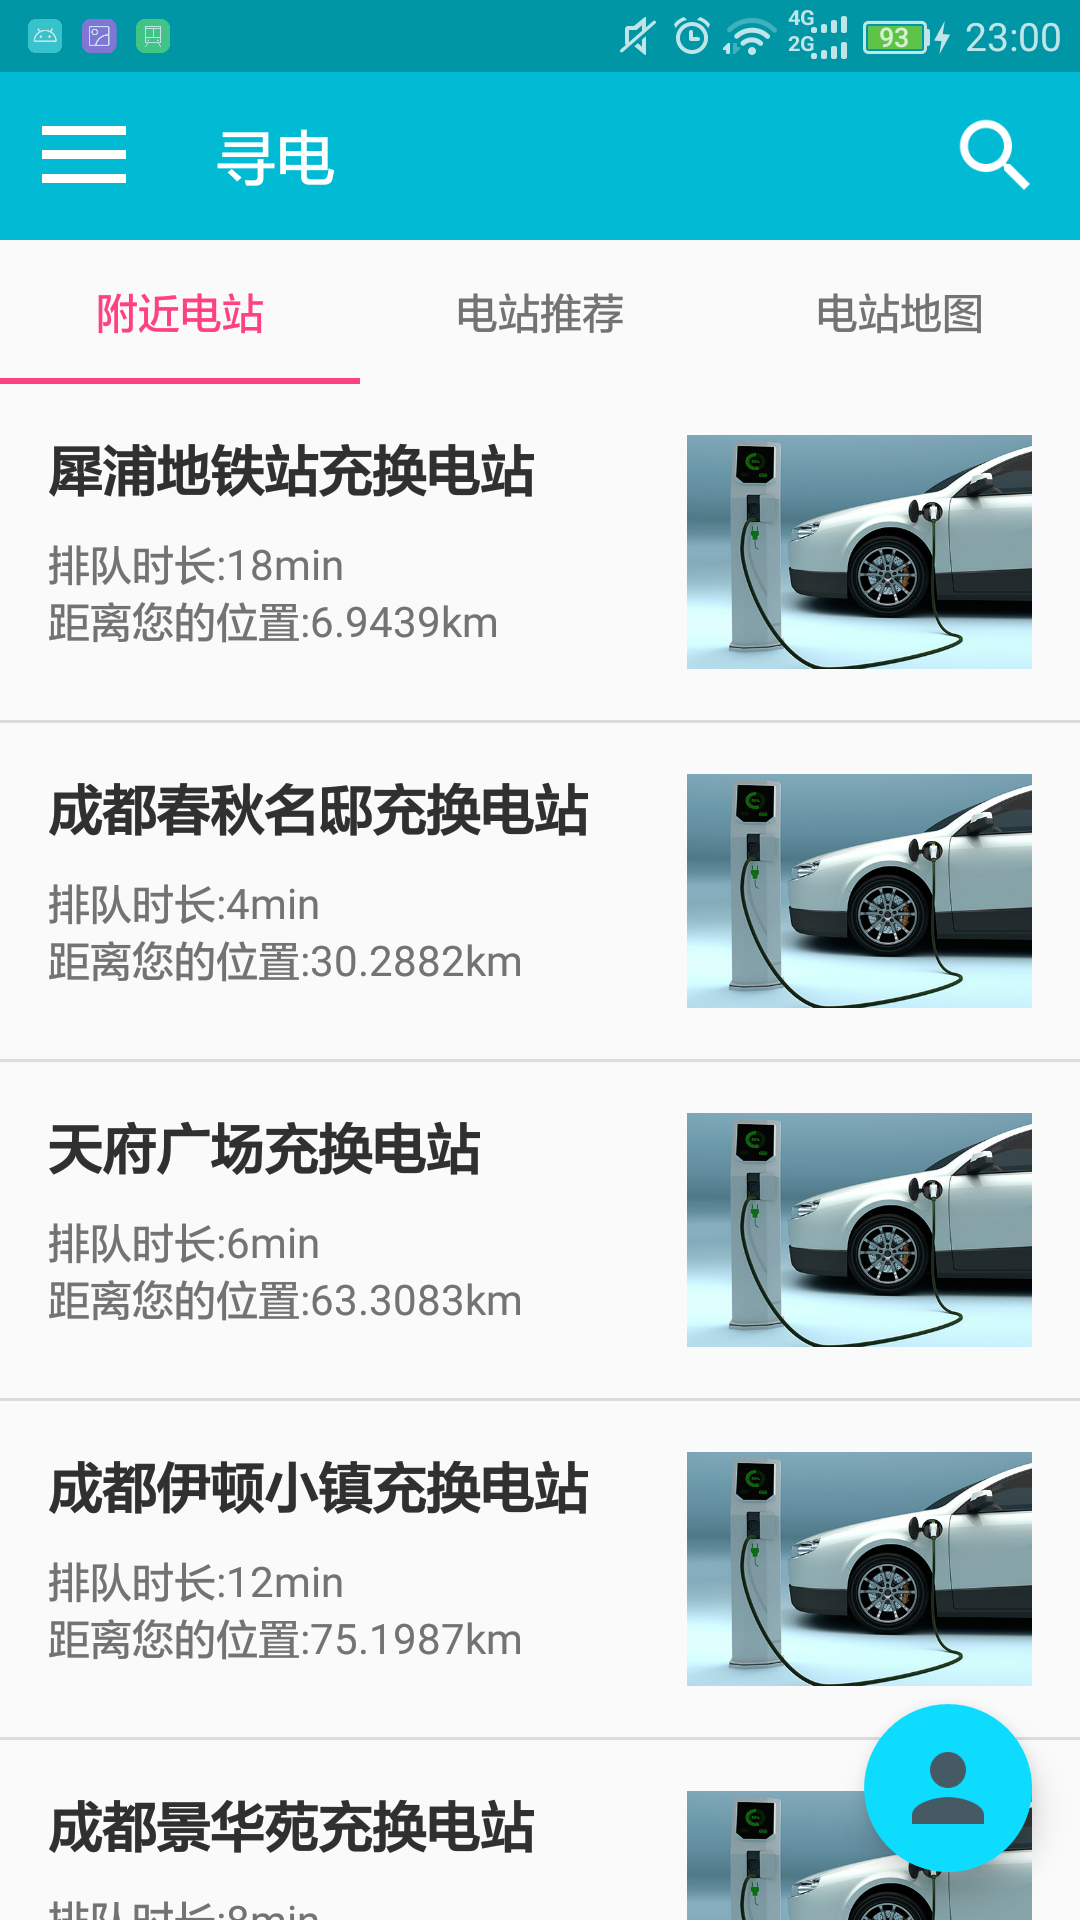 4G
2G
93
23:00
寻电
附近电站
电站推荐
电站地图
犀浦地铁站充换电站
排队时长:18min
距离您的位置:6.9439km
成都春秋名邸充换电站
排队时长:4min
距离您的位置:30.2882km
天府广场充换电站
排队时长:6min
距离您的位置:63.3083km
成都伊顿小镇充换电站
排队时长:12min
距离您的位置:75.1987km
成都景华苑充换电站
排队时长:8min